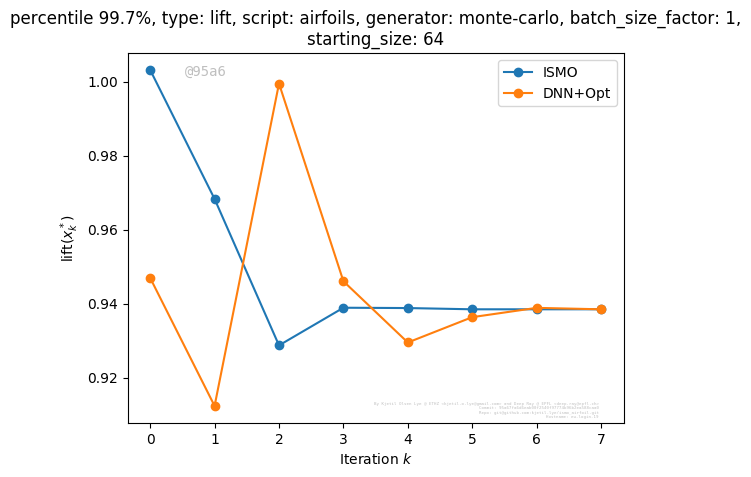 percentile 99.7%, type: lift, script: airfoils, generator: monte-carlo, batch_size_factor: 1,
starting_size: 64
@95a6
ISMO
DNN+Opt
1.00
0.98
0.96
0.94
0.92
lift(x_k^*)
0 1 2 3 4 5 6 7
Iteration k